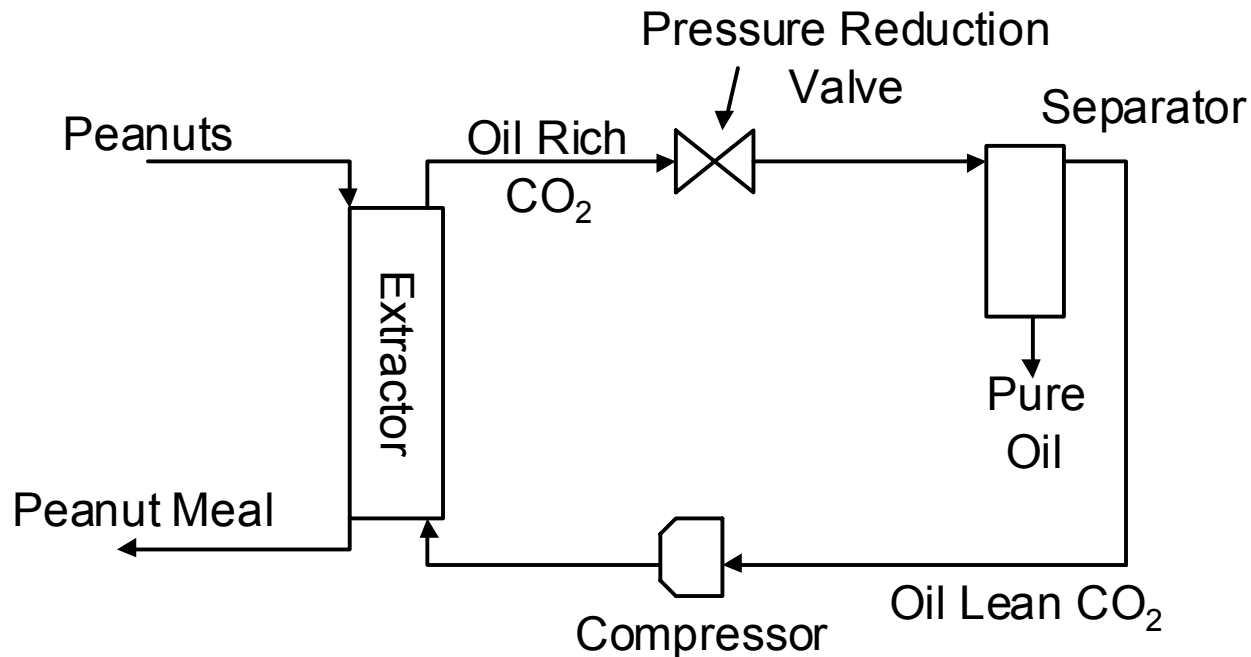 Pressure Reduction
Valve
Separator
Peanuts
Oil Rich
CO₂
Extractor
Pure
Oil
Peanut Meal
Oil Lean CO₂
Compressor